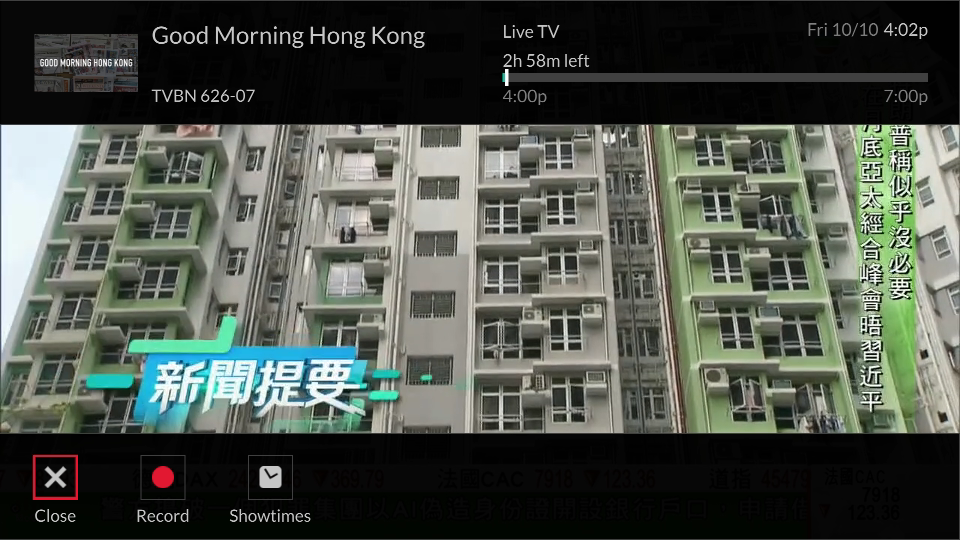 Good Morning Hong Kong
GOOD MORNING HONG KONG
TVBN 626-07
Live TV
2h 58m left
Fri 10/10 4:02p
4:00p
7:00p
普稱似乎沒必要
月底亞太經合峰會晤習近平
新聞提要
▼369.79
法國CAC 7918 ▼123.36
道指 45479
法國CAC
7918
123.36
Close
Record
Showtimes